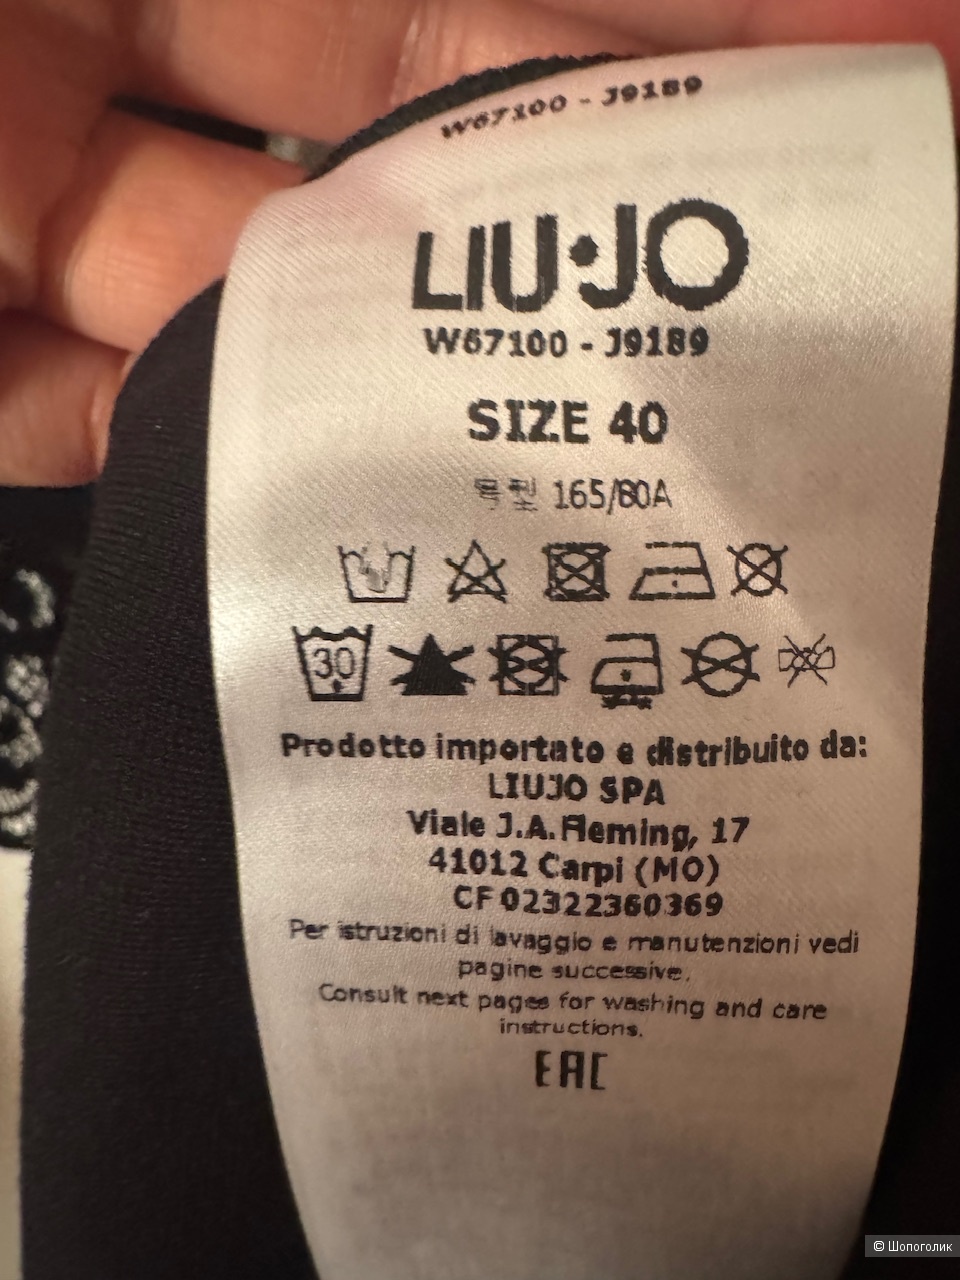 W67100 - J9189
LIU·JO
W67100 - J9189
SIZE 40
号型 165/80A
30
Prodotto importato e distribuito da:
LIUJO SPA
Viale J.A.Fleming, 17
41012 Carpi (MO)
CF 02322360369
Per istruzioni di lavaggio e manutenzioni vedi
pagine successive.
Consult next pages for washing and care
instructions.
EAC
© Шопоголик